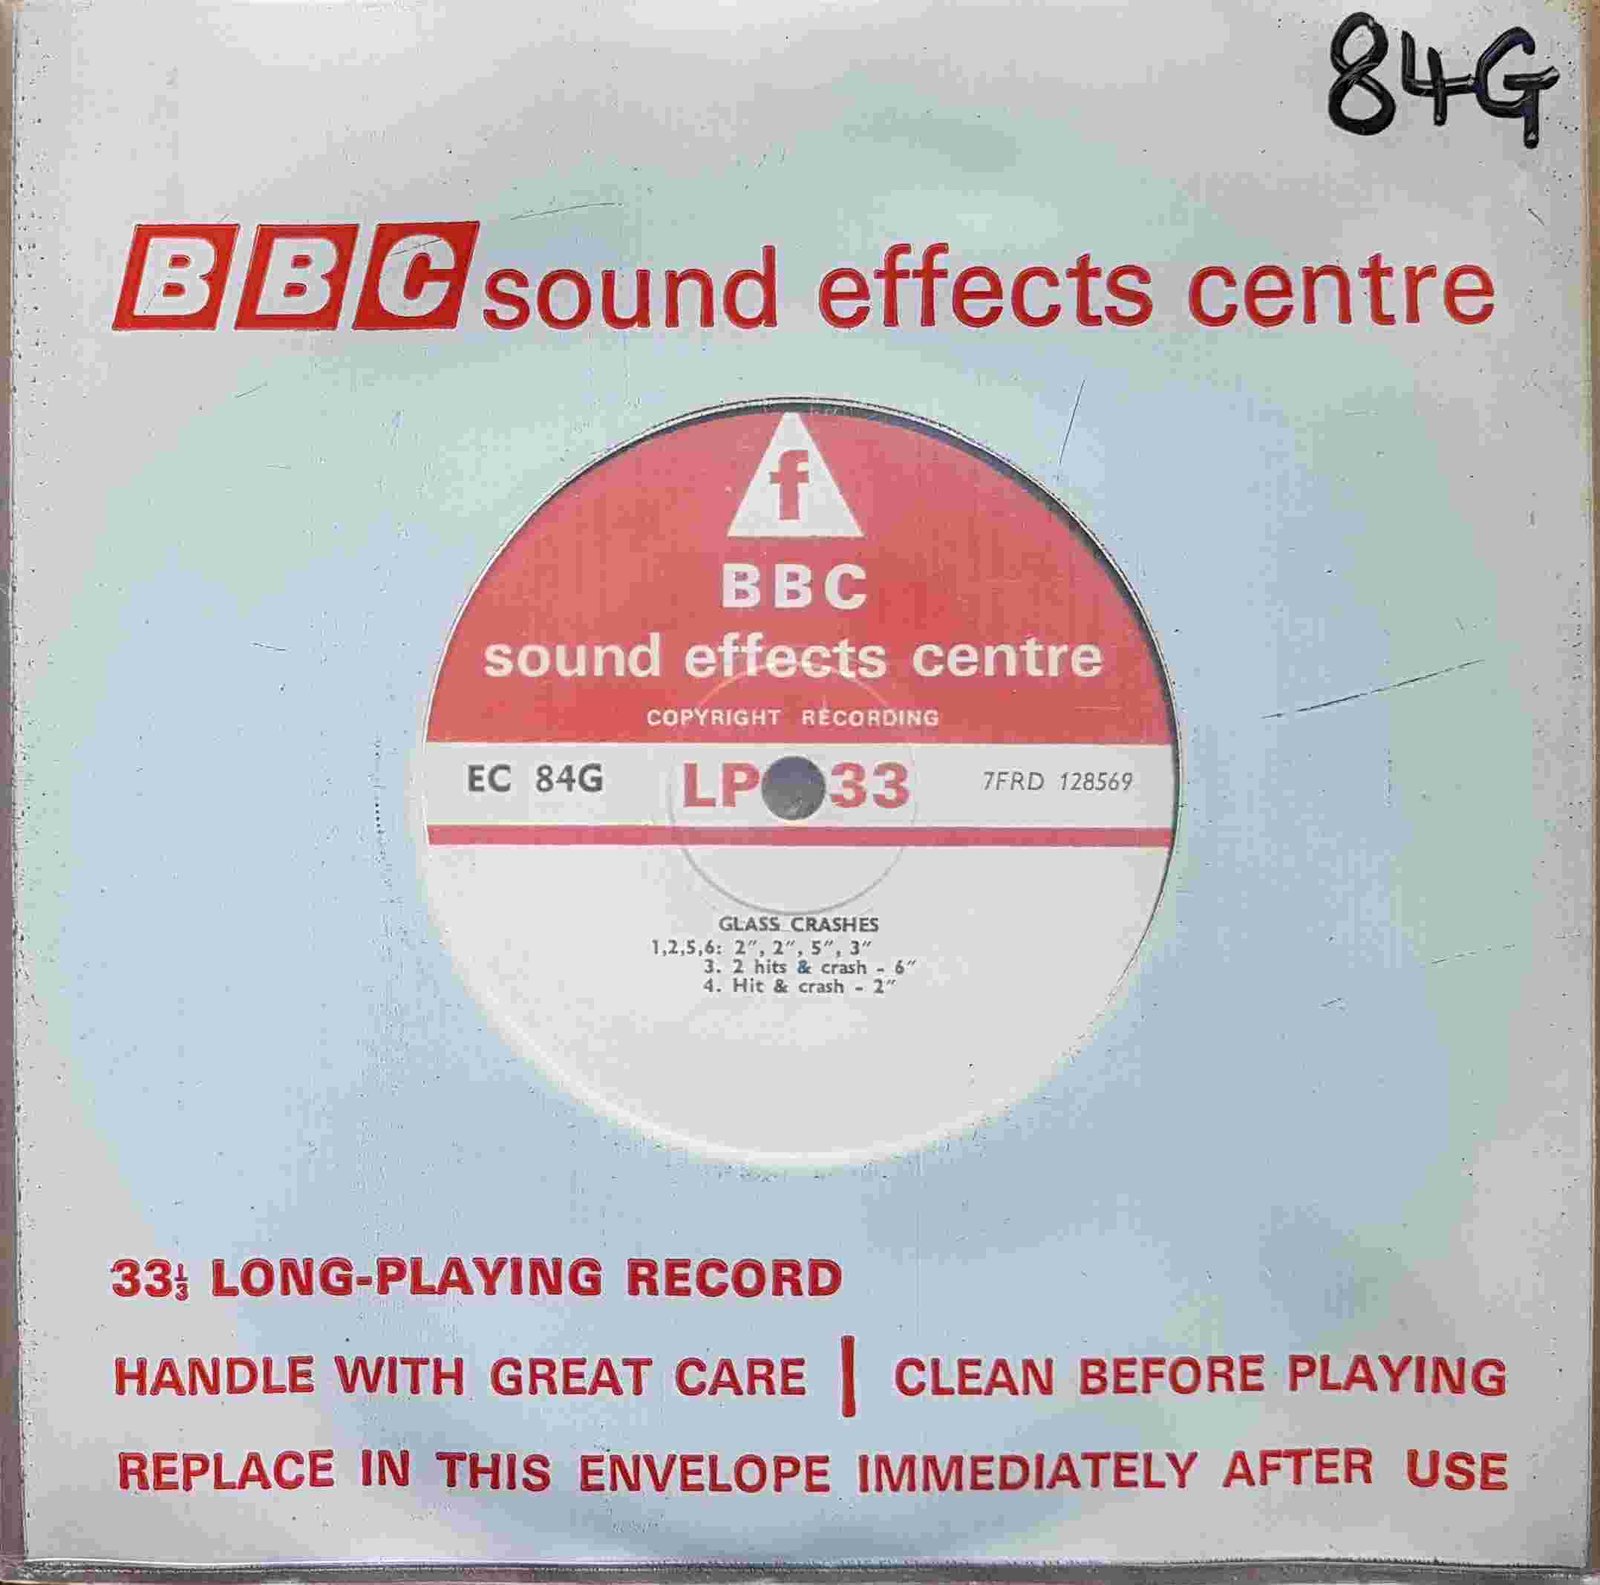 84G
BBC sound effects centre
f
BBC
sound effects centre
COPYRIGHT RECORDING
EC 84G LP 33 7FRD 128569
GLASS CRASHES
1,2,5,6: 2", 2", 5", 3"
3. 2 hits & crash - 6"
4. Hit & crash - 2"
33⅓ LONG-PLAYING RECORD
HANDLE WITH GREAT CARE | CLEAN BEFORE PLAYING
REPLACE IN THIS ENVELOPE IMMEDIATELY AFTER USE